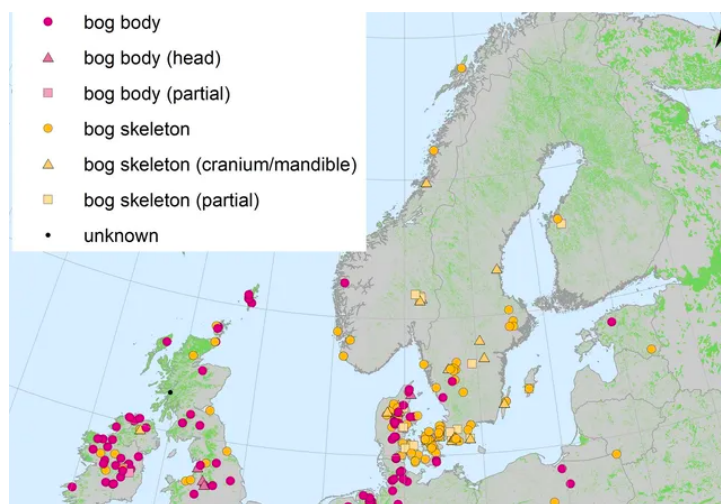 bog body
bog body (head)
bog body (partial)
bog skeleton
bog skeleton (cranium/mandible)
bog skeleton (partial)
unknown